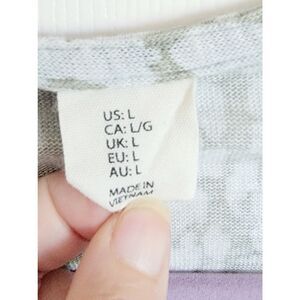 US: L
CA: L/G
UK: L
EU: L
AU: L
MADE IN
VIETNAM